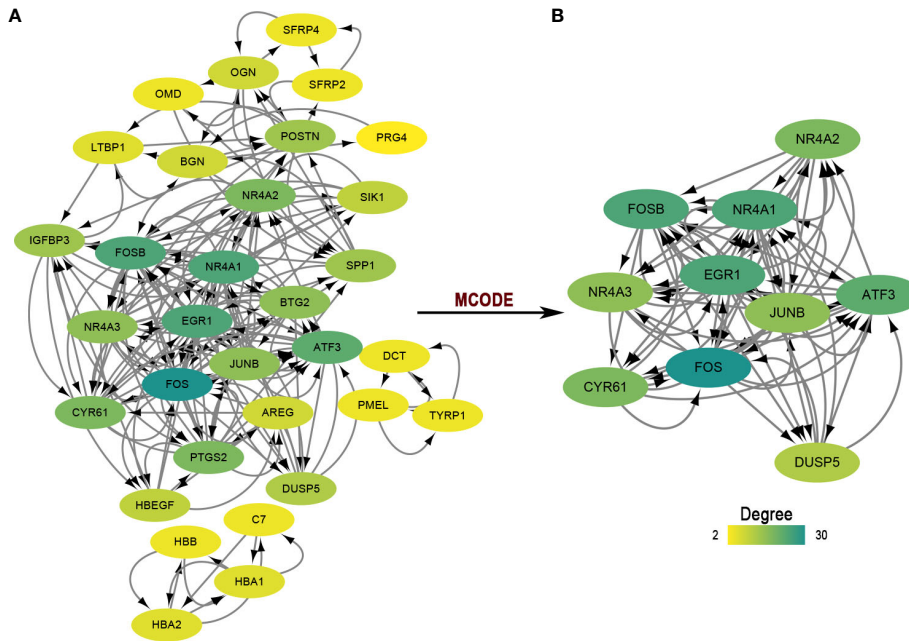 A
B
SFRP4
OGN
SFRP2
OMD
POSTN
PRG4
LTBP1
BGN
NR4A2
SIK1
IGFBP3
FOSB
NR4A1
SPP1
BTG2
NR4A3
EGR1
JUNB
ATF3
DCT
FOS
PMEL
TYRP1
CYR61
AREG
PTGS2
DUSP5
HBEGF
C7
HBB
HBA1
HBA2
MCODE
NR4A2
FOSB
NR4A1
EGR1
NR4A3
ATF3
JUNB
FOS
CYR61
DUSP5
Degree
2 30